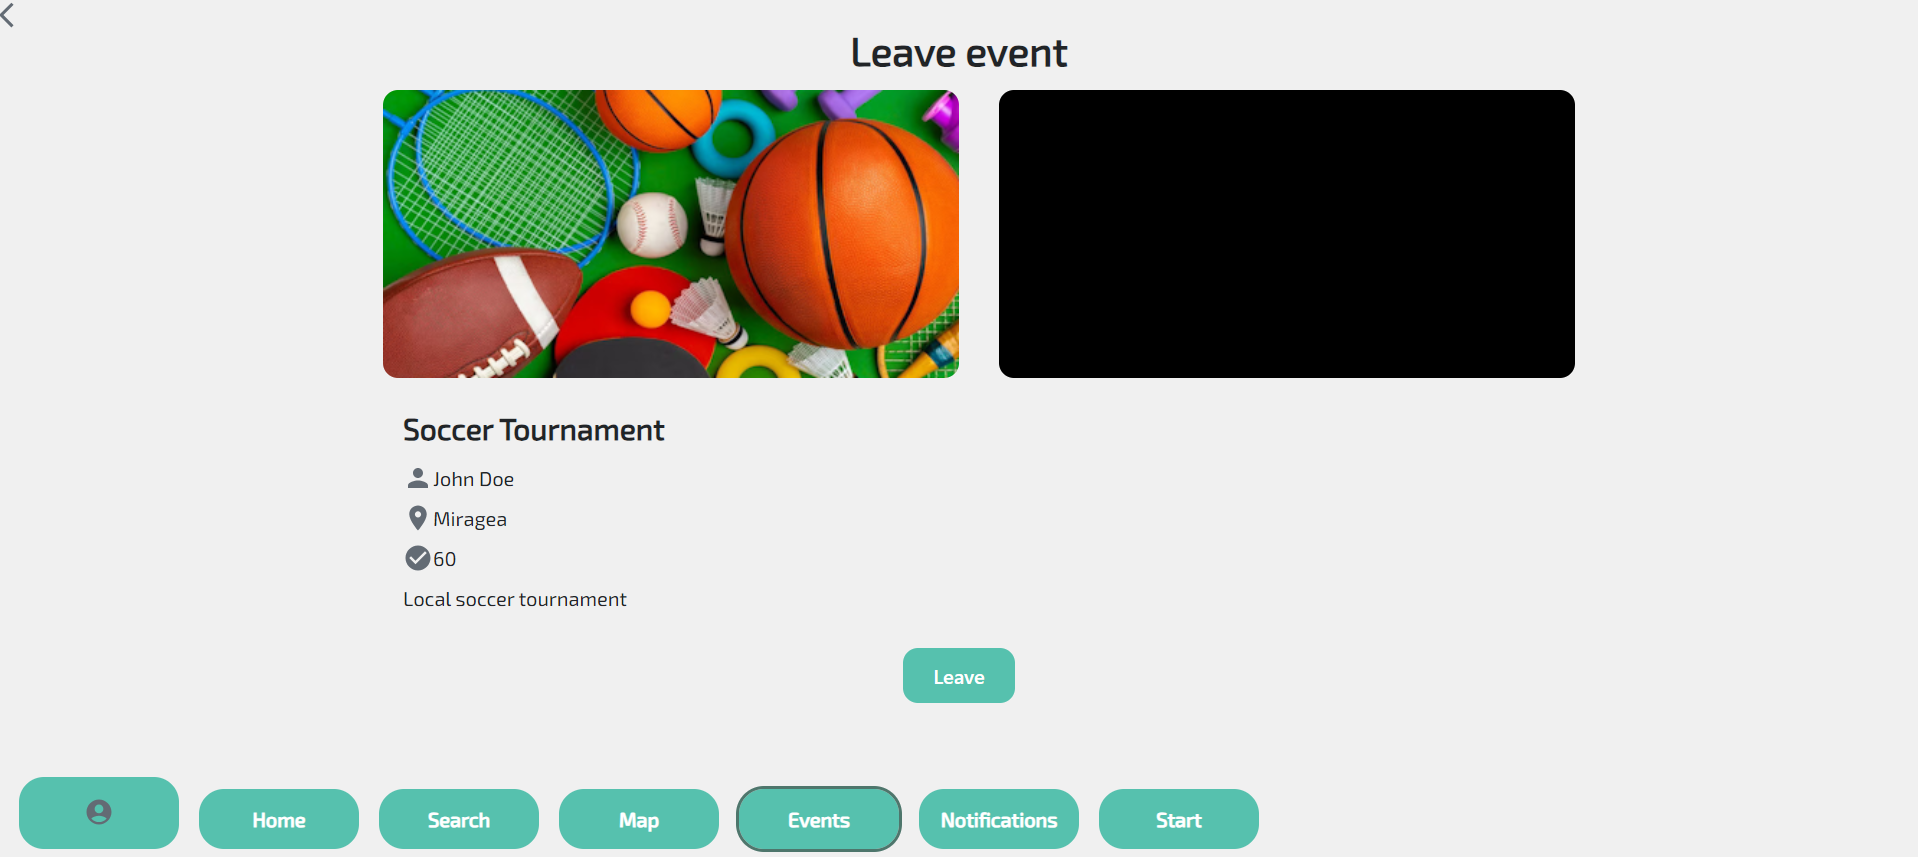 Leave event
Soccer Tournament
John Doe
Miragea
60
Local soccer tournament
Leave
Home
Search
Map
Events
Notifications
Start